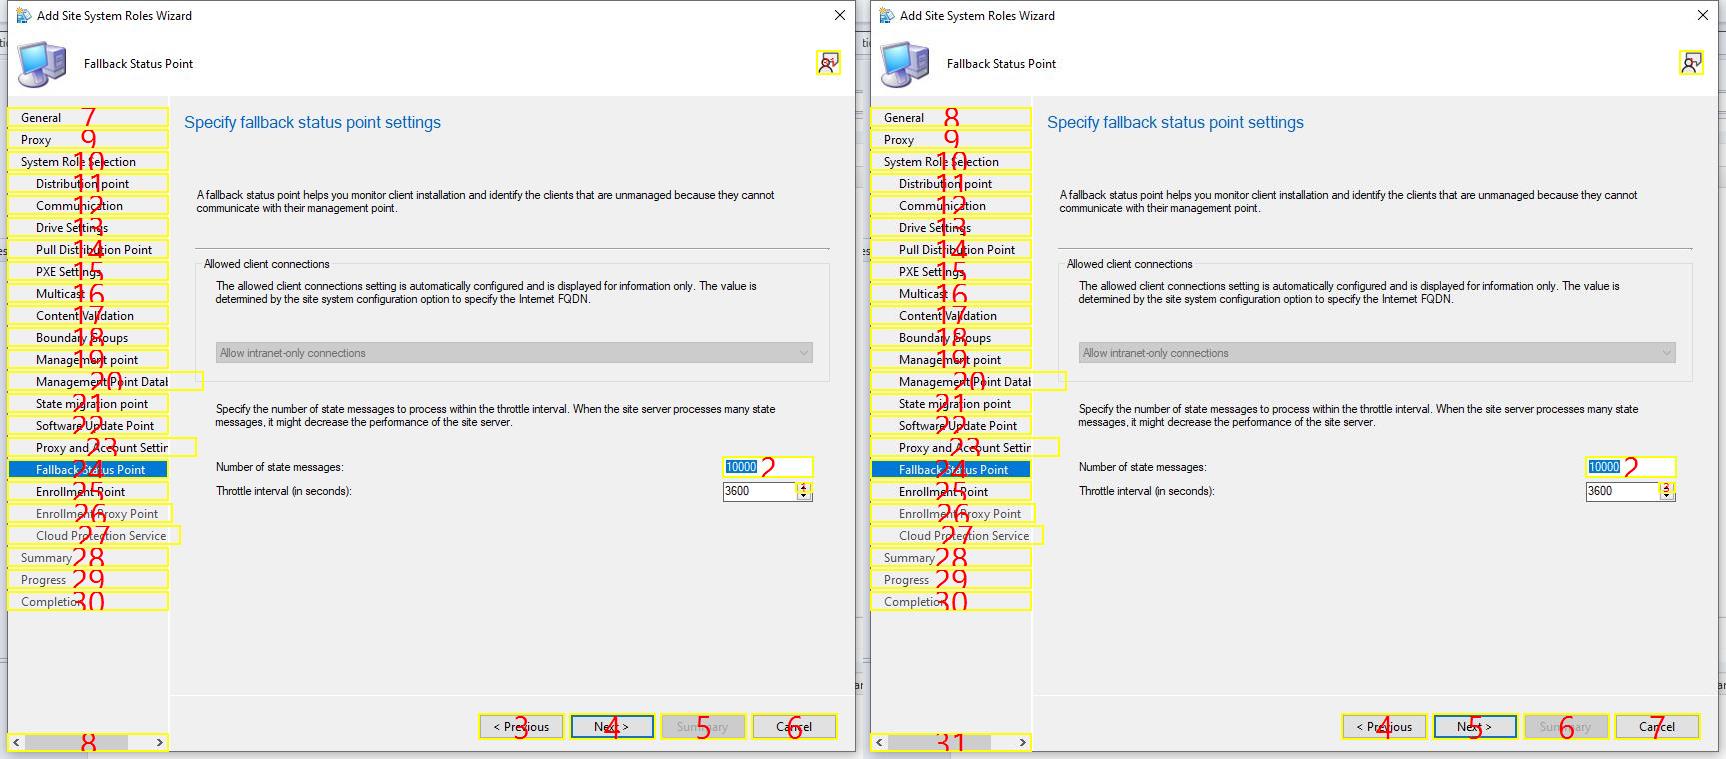 Add Site System Roles Wizard
Fallback Status Point
General 7
Proxy 9
System Role Selection 10
Distribution point 11
Communication 12
Drive Settings 13
Pull Distribution Point 14
PXE Settings 15
Multicast 16
Content Validation 17
Boundary Groups 18
Management point 19
Management Point Datab 20
State migration point 21
Software Update Point 22
Proxy and Account Settin 23
Fallback Status Point 24
Enrollment Point 25
Enrollment Proxy Point 26
Cloud Protection Service 27
Summary 28
Progress 29
Completion 30
8
Specify fallback status point settings
A fallback status point helps you monitor client installation and identify the clients that are unmanaged because they cannot
communicate with their management point.
Allowed client connections
The allowed client connections setting is automatically configured and is displayed for information only. The value is
determined by the site system configuration option to specify the Internet FQDN.
Allow intranet-only connections
Specify the number of state messages to process within the throttle interval. When the site server processes many state
messages, it might decrease the performance of the site server.
Number of state messages: 10000 2
Throttle interval (in seconds): 3600
< Previous 3
Next > 4
Summary 5
Cancel 6
Add Site System Roles Wizard
Fallback Status Point
General 8
Proxy 9
System Role Selection 10
Distribution point 11
Communication 12
Drive Settings 13
Pull Distribution Point 14
PXE Settings 15
Multicast 16
Content Validation 17
Boundary Groups 18
Management point 19
Management Point Datab 20
State migration point 21
Software Update Point 22
Proxy and Account Settin 23
Fallback Status Point 24
Enrollment Point 25
Enrollment Proxy Point 26
Cloud Protection Service 27
Summary 28
Progress 29
Completion 30
31
Specify fallback status point settings
A fallback status point helps you monitor client installation and identify the clients that are unmanaged because they cannot
communicate with their management point.
Allowed client connections
The allowed client connections setting is automatically configured and is displayed for information only. The value is
determined by the site system configuration option to specify the Internet FQDN.
Allow intranet-only connections
Specify the number of state messages to process within the throttle interval. When the site server processes many state
messages, it might decrease the performance of the site server.
Number of state messages: 10000 2
Throttle interval (in seconds): 3600
< Previous 4
Next > 5
Summary 6
Cancel 7